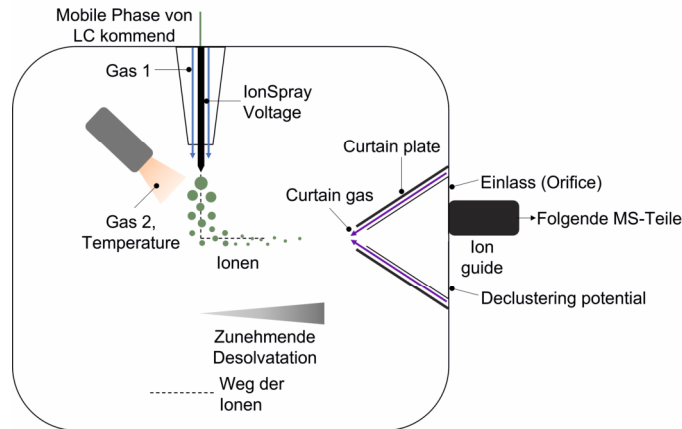 Mobile Phase von
LC kommend
Gas 1
IonSpray
Voltage
Curtain plate
Curtain gas
Einlass (Orifice)
Folgende MS-Teile
Gas 2,
Temperature
Ion
guide
Ionen
Declustering potential
Zunehmende
Desolvatation
Weg der
Ionen